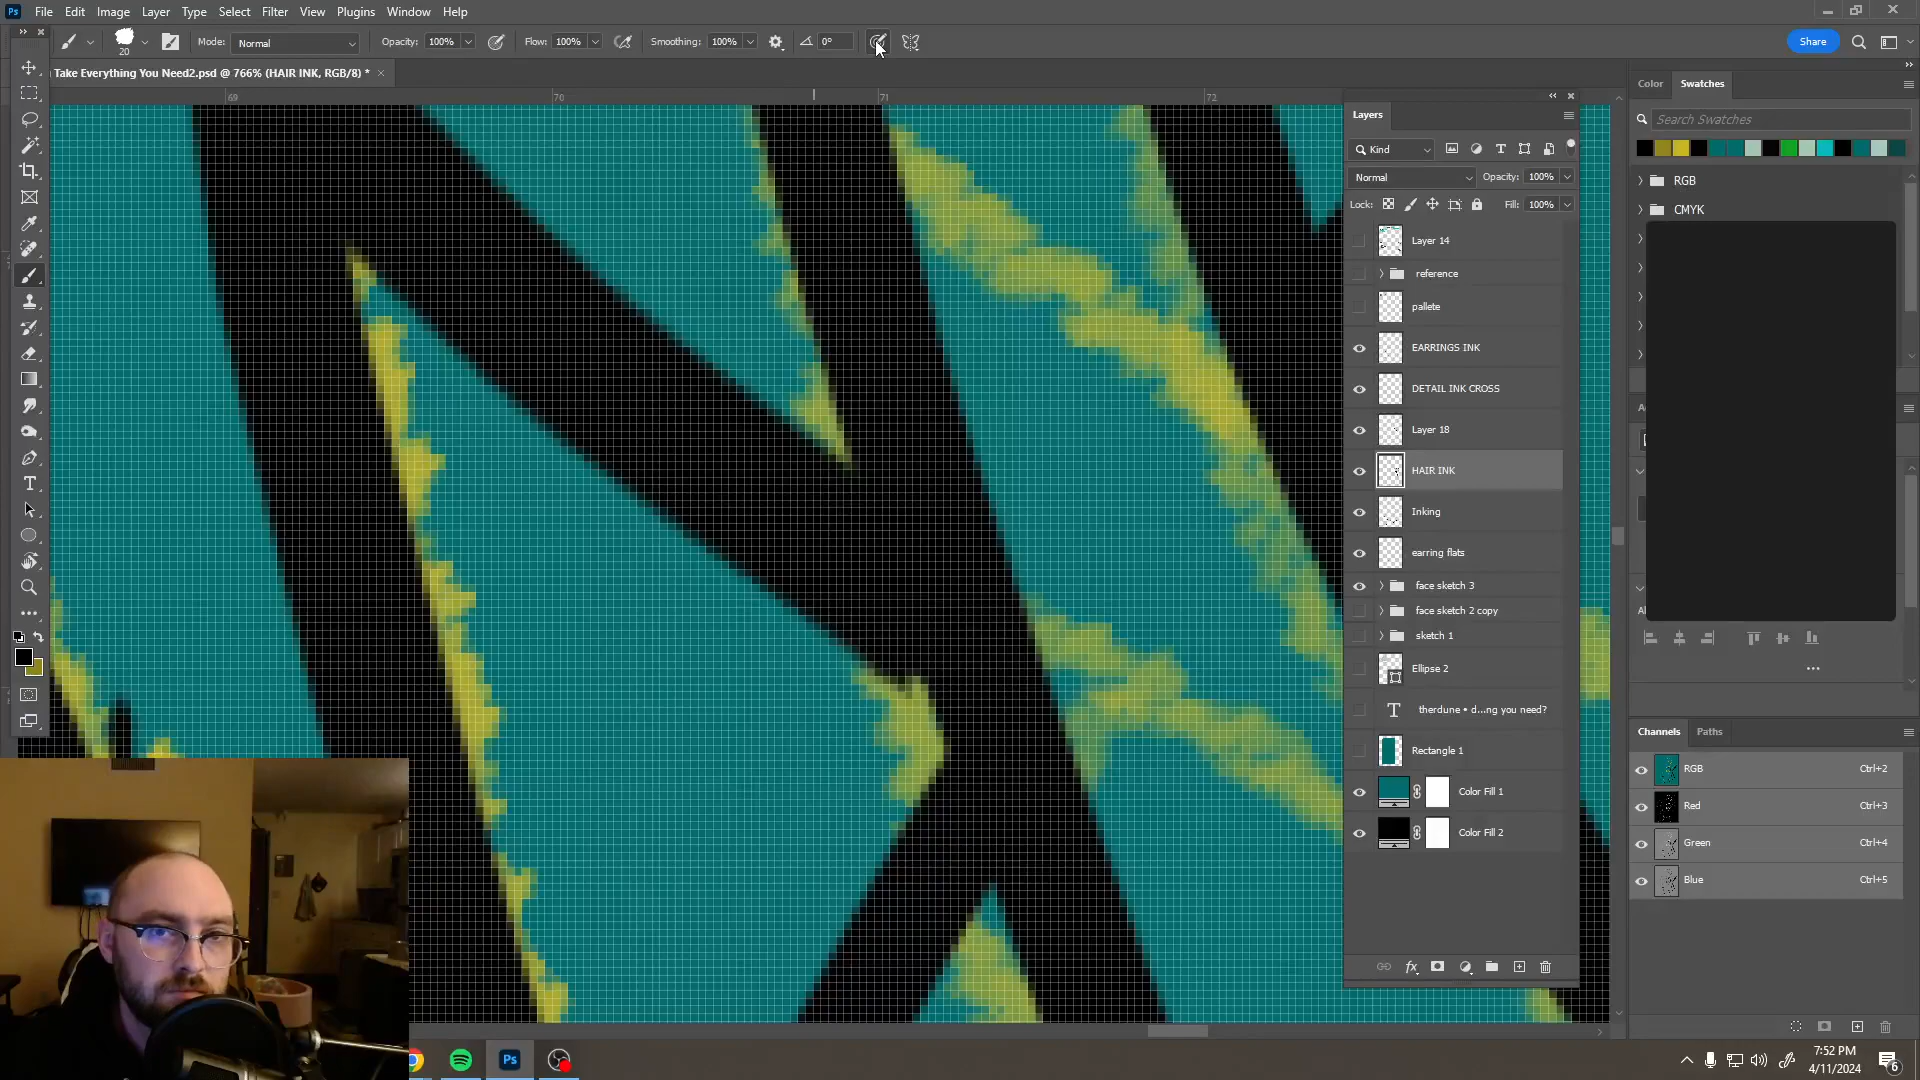 Ps File Edit Image Layer Type Select Filter View Plugins Window Help
20 Mode: Normal Opacity: 100% Flow: 100% Smoothing: 100% 0° Share
Take Everything You Need2.psd @ 766% (HAIR INK, RGB/8) * ×
69 70 71 72
Color Swatches
Search Swatches
RGB
CMYK
Layers
Kind
Normal Opacity: 100%
Lock: Fill: 100%
Layer 14
reference
pallete
EARRINGS INK
DETAIL INK CROSS
Layer 18
HAIR INK
Inking
earring flats
face sketch 3
face sketch 2 copy
sketch 1
Ellipse 2
T therdune • d...ng you need?
Rectangle 1
Color Fill 1
Color Fill 2
fx
Channels Paths
RGB Ctrl+2
Red Ctrl+3
Green Ctrl+4
Blue Ctrl+5
Ps
7:52 PM
4/11/2024
6